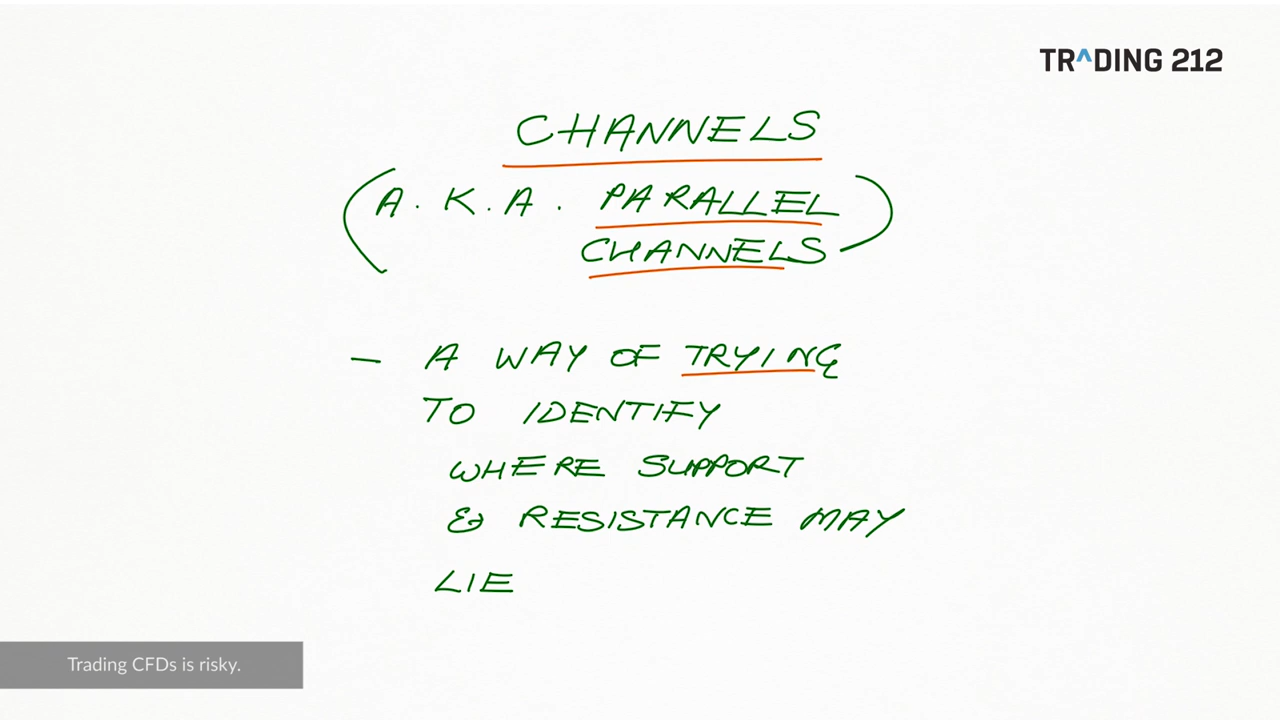 TRADING 212
CHANNELS
(A.K.A. PARALLEL
CHANNELS)
— A WAY OF TRYING
TO IDENTIFY
WHERE SUPPORT
& RESISTANCE MAY
LIE
Trading CFDs is risky.